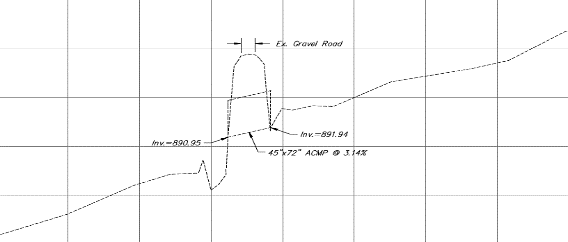 Ex. Gravel Road
Inv.=891.94
Inv.=890.95
45"x72" ACMP @ 3.14%